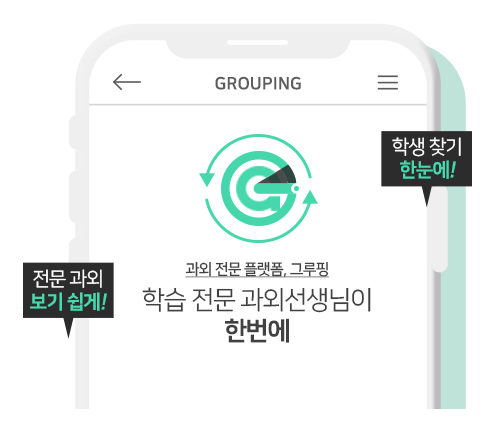 GROUPING
학생 찾기
한눈에!
과외 전문 플랫폼, 그루핑
학습 전문 과외선생님이
한번에
전문 과외
보기 쉽게!